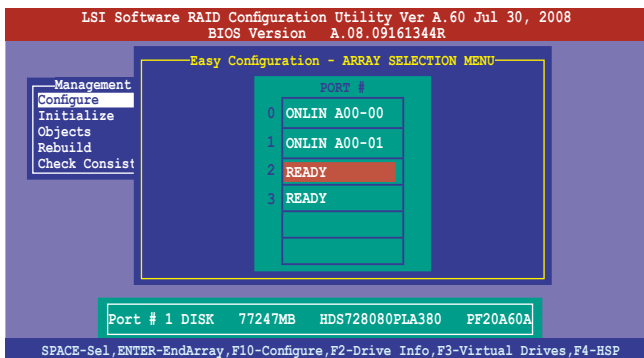 LSI Software RAID Configuration Utility Ver A.60 Jul 30, 2008
BIOS Version A.08.09161344R
Easy Configuration - ARRAY SELECTION MENU
Management
Configure
Initialize
Objects
Rebuild
Check Consist
PORT #
0 ONLIN A00-00
1 ONLIN A00-01
2 READY
3 READY
Port # 1 DISK 77247MB HDS728080PLA380 PF20A60A
SPACE-Sel,ENTER-EndArray,F10-Configure,F2-Drive Info,F3-Virtual Drives,F4-HSP